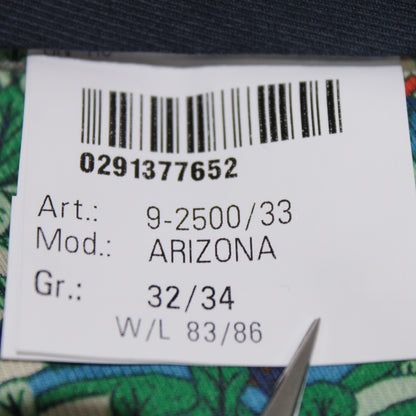 0291377652
Art.: 9-2500/33
Mod.: ARIZONA
Gr.: 32/34
W/L 83/86